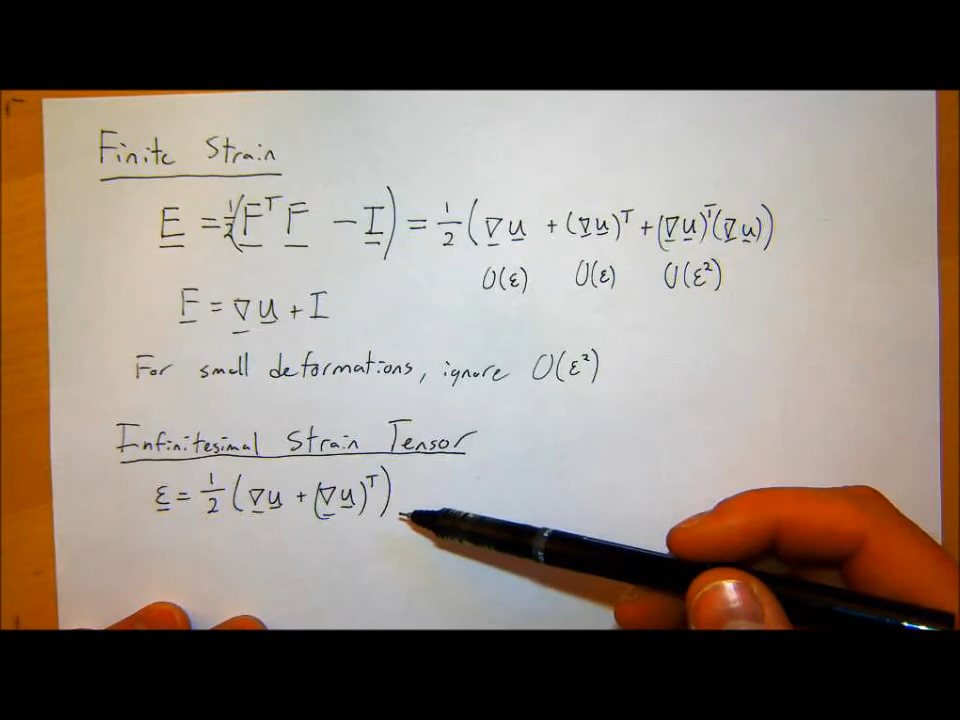 Finite Strain
E = ½(FᵀF − I) = ½(∇u + (∇u)ᵀ + (∇u)ᵀ(∇u))
O(ε) O(ε) O(ε²)
F = ∇u + I
For small deformations, ignore O(ε²)
Infinitesimal Strain Tensor
ε = ½(∇u + (∇u)ᵀ)